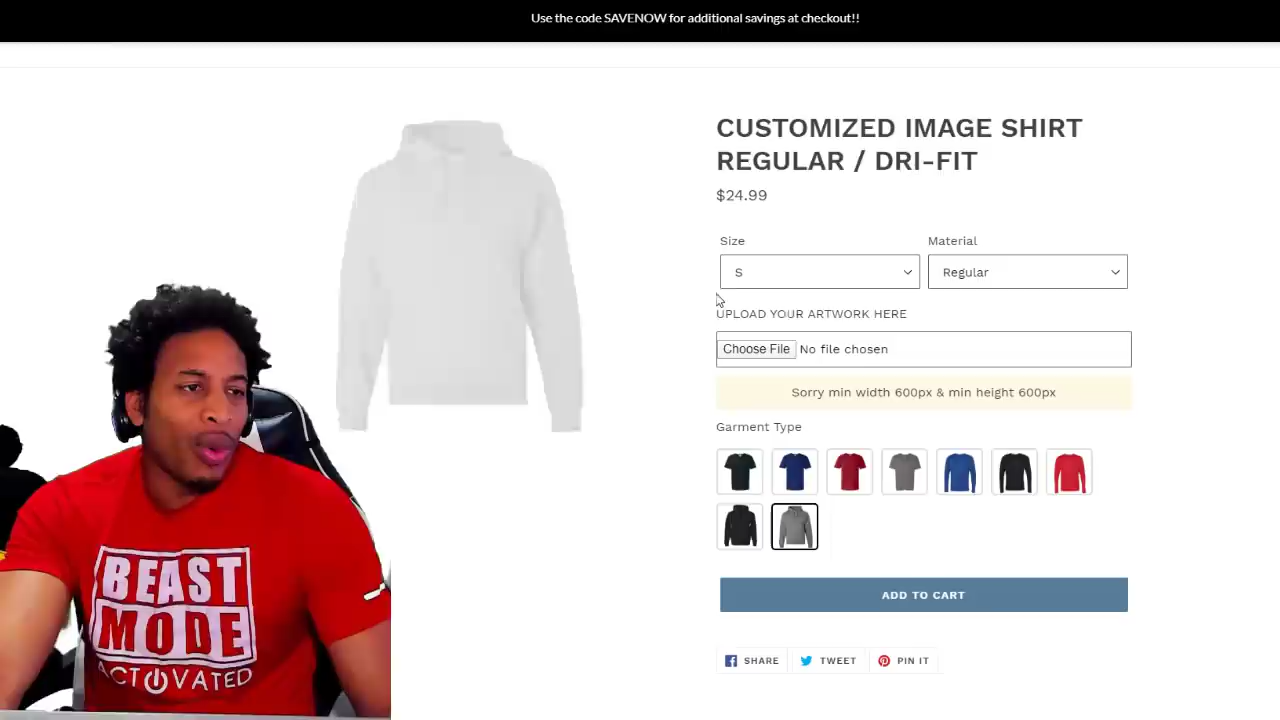 Use the code SAVENOW for additional savings at checkout!!
CUSTOMIZED IMAGE SHIRT
REGULAR / DRI-FIT
$24.99
Size
Material
S
Regular
UPLOAD YOUR ARTWORK HERE
Choose File No file chosen
Sorry min width 600px & min height 600px
Garment Type
ADD TO CART
SHARE
TWEET
PIN IT
BEAST
MODE
ACTIVATED